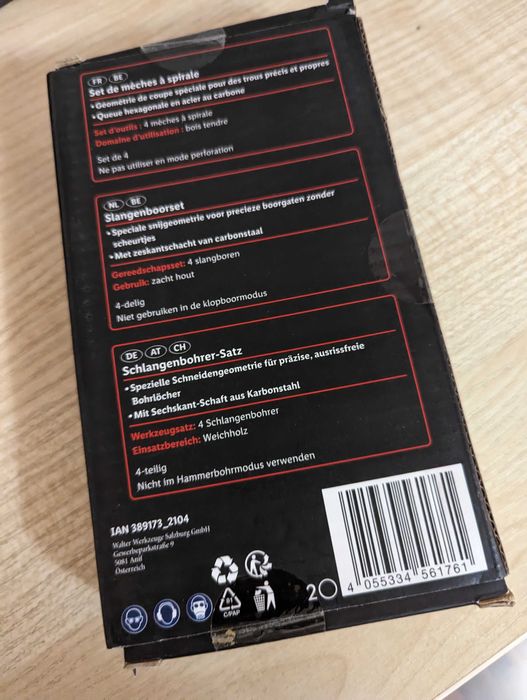 FR BE
Set de mèches à spirale
• Géométrie de coupe spéciale pour des trous précis et propres
• Queue hexagonale en acier au carbone
Set d'outils : 4 mèches à spirale
Domaine d'utilisation : bois tendre
Set de 4
Ne pas utiliser en mode perforation
NL BE
Slangenboorset
• Speciale snijgeometrie voor precieze boorgaten zonder
scheurtjes
• Met zeskantschacht van carbonstaal
Gereedschapsset: 4 slangboren
Gebruik: zacht hout
4-delig
Niet gebruiken in de klopboormodus
DE AT CH
Schlangenbohrer-Satz
• Spezielle Schneidengeometrie für präzise, ausrissfreie
Bohrlöcher
• Mit Sechskant-Schaft aus Karbonstahl
Werkzeugsatz: 4 Schlangenbohrer
Einsatzbereich: Weichholz
4-teilig
Nicht im Hammerbohrmodus verwenden
IAN 389173_2104
Walter Werkzeuge Salzburg GmbH
Gewerbeparkstraße 9
5081 Anif
Österreich
81
C/PAP
20
4 055334 561761